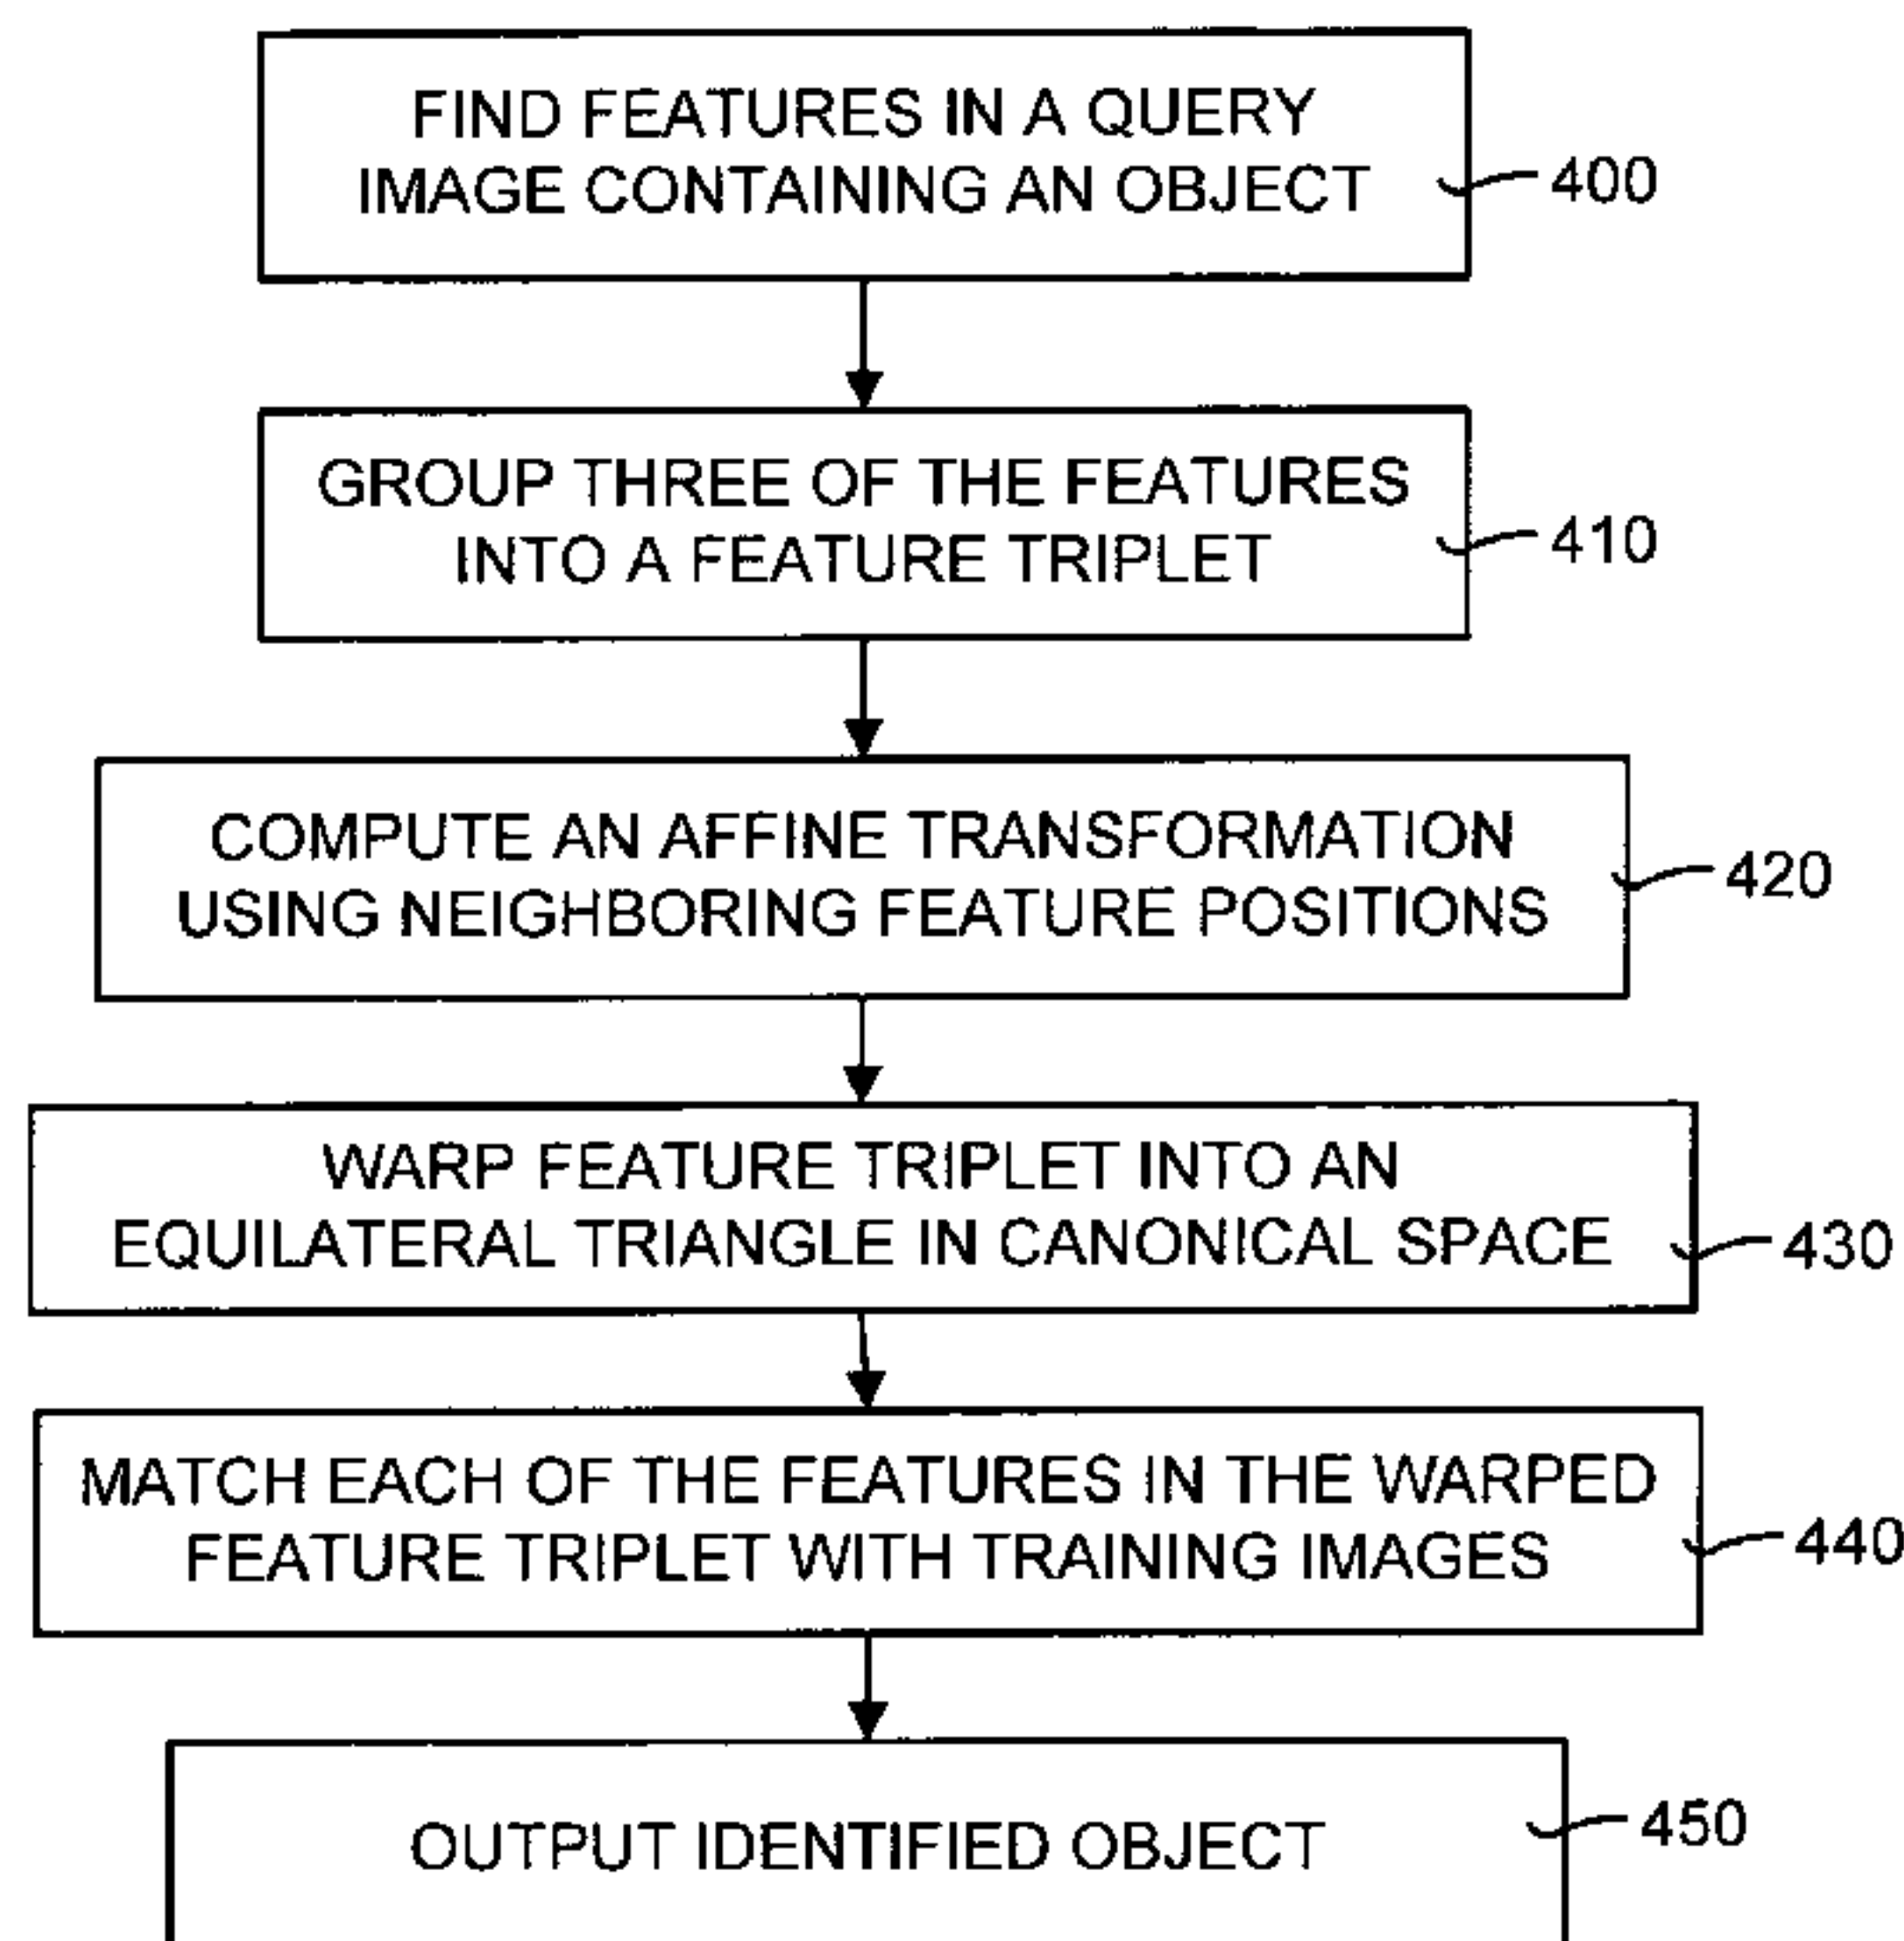 FIND FEATURES IN A QUERY
IMAGE CONTAINING AN OBJECT
400
GROUP THREE OF THE FEATURES
INTO A FEATURE TRIPLET
410
COMPUTE AN AFFINE TRANSFORMATION
USING NEIGHBORING FEATURE POSITIONS
420
WARP FEATURE TRIPLET INTO AN
EQUILATERAL TRIANGLE IN CANONICAL SPACE
430
MATCH EACH OF THE FEATURES IN THE WARPED
FEATURE TRIPLET WITH TRAINING IMAGES
440
OUTPUT IDENTIFIED OBJECT
450